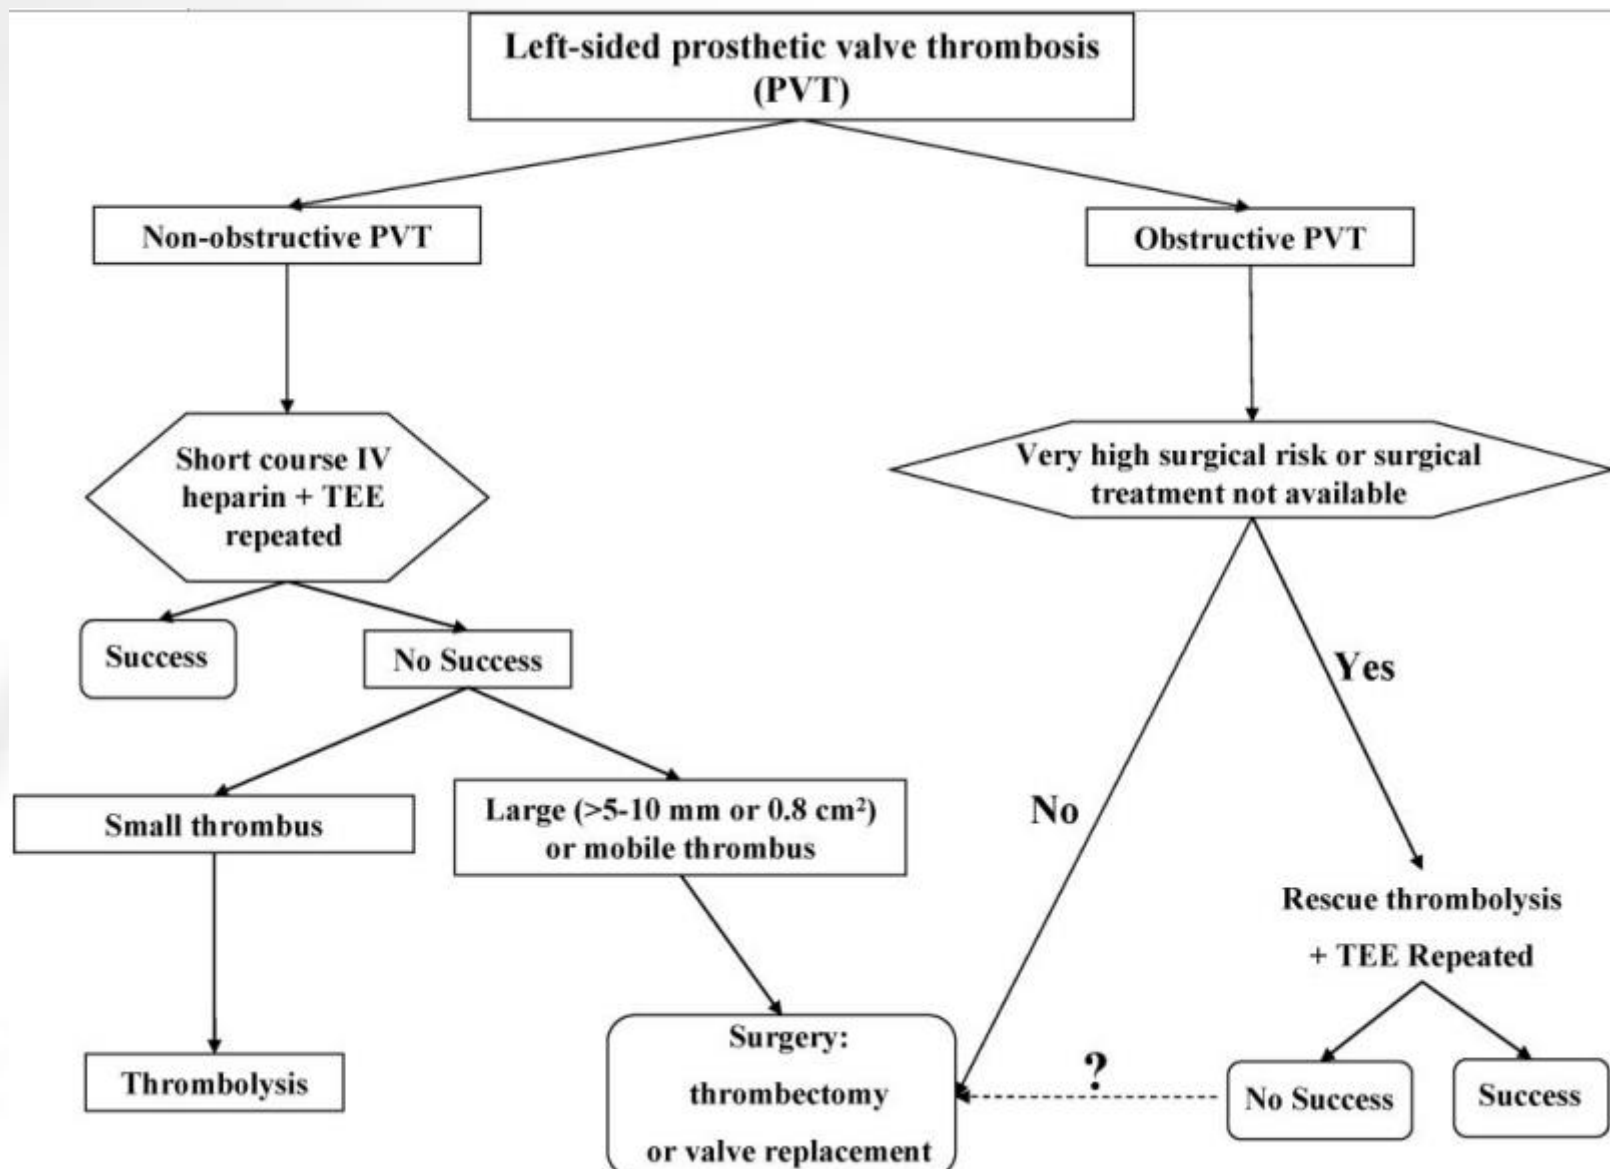 Left-sided prosthetic valve thrombosis
(PVT)
Non-obstructive PVT
Obstructive PVT
Short course IV
heparin + TEE
repeated
Very high surgical risk or surgical
treatment not available
Success
No Success
Yes
No
Small thrombus
Large (>5-10 mm or 0.8 cm²)
or mobile thrombus
Rescue thrombolysis
+ TEE Repeated
Thrombolysis
Surgery:
thrombectomy
or valve replacement
?
No Success
Success